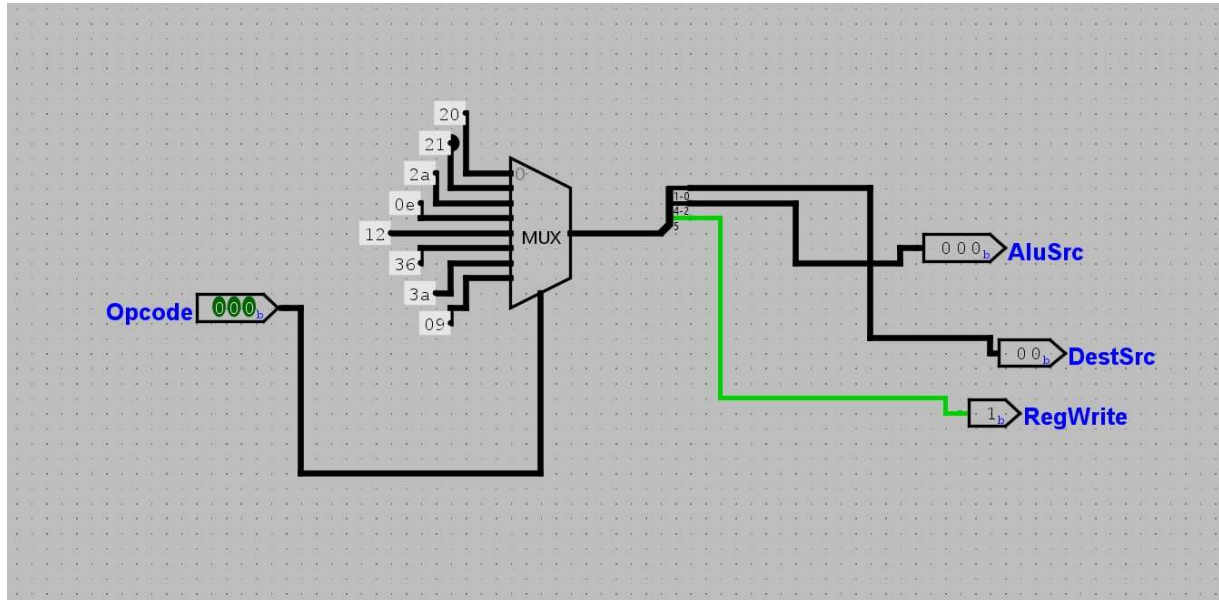 20
21
2a
0e
12
36
3a
09
0
MUX
Opcode
000b
1-0
4-2
5
000b
AluSrc
00b
DestSrc
1b
RegWrite